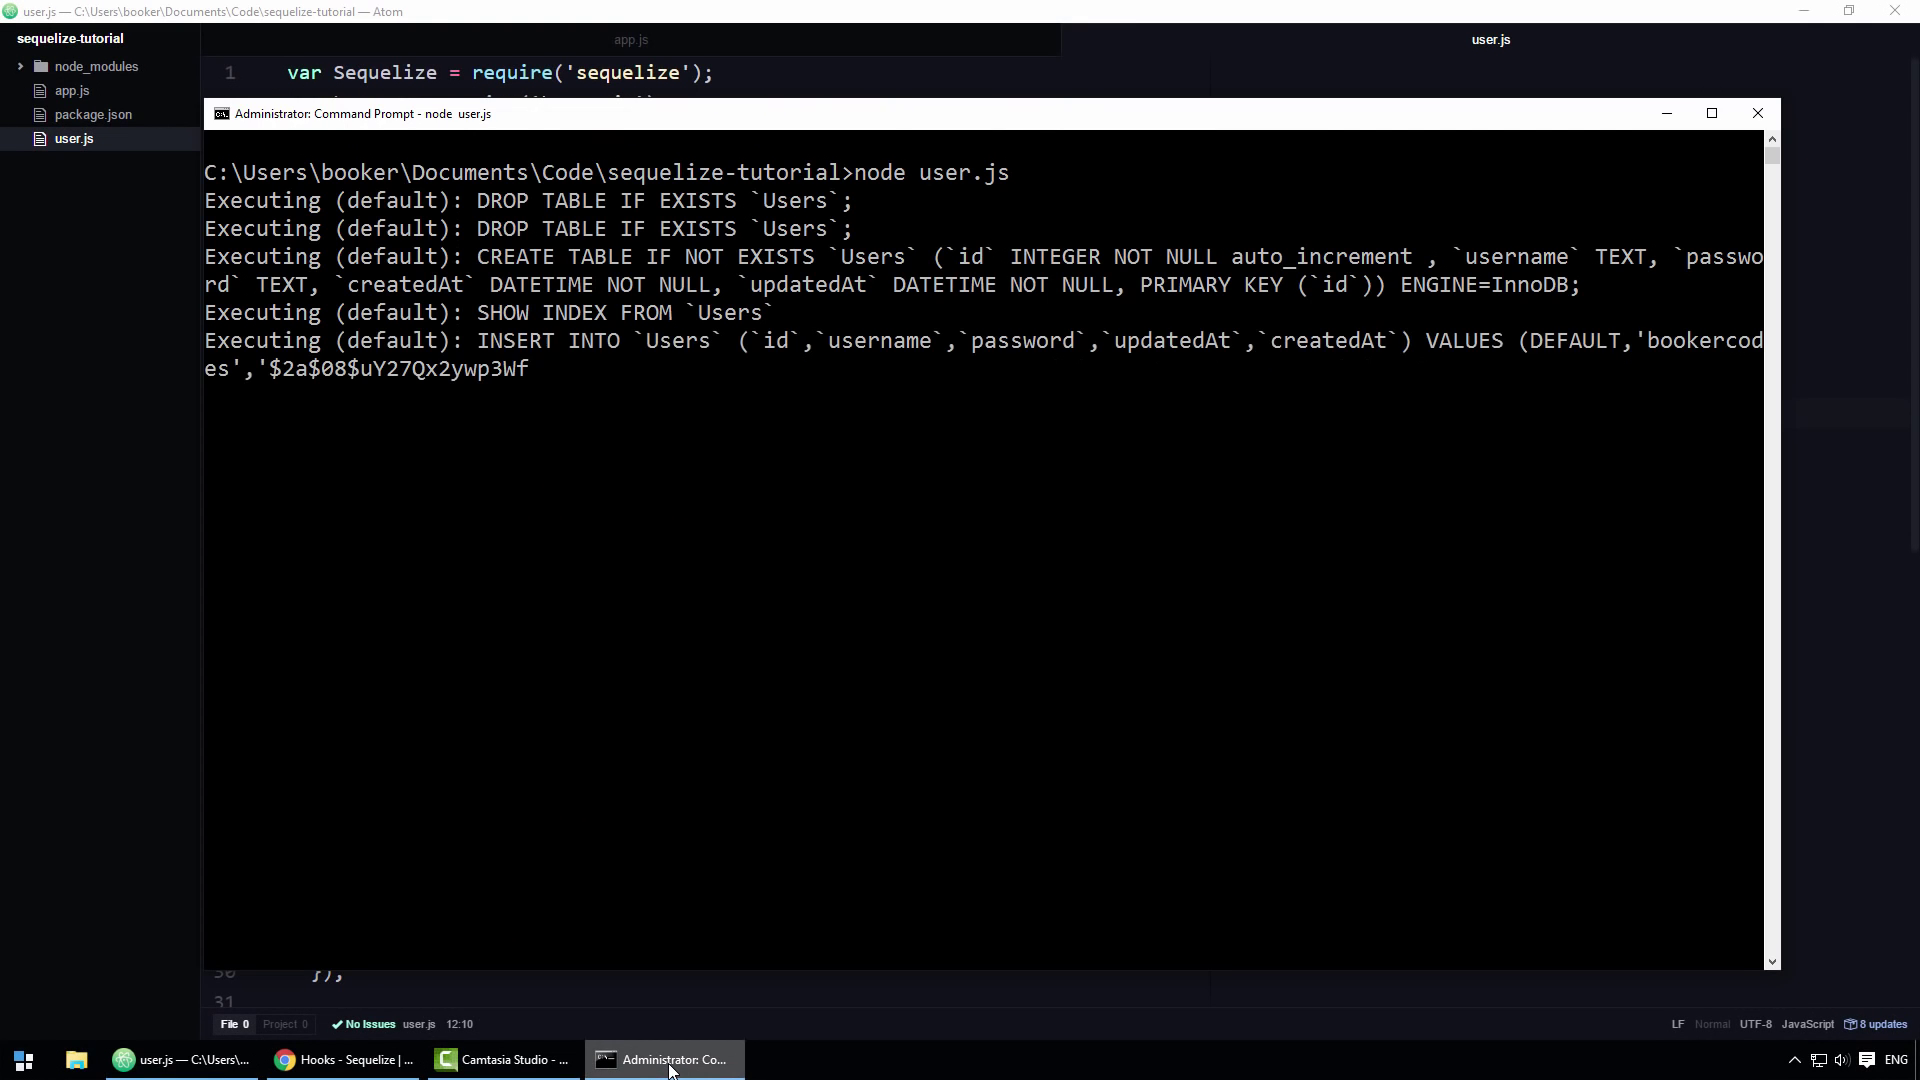 user.js — C:\Users\booker\Documents\Code\sequelize-tutorial — Atom
sequelize-tutorial
app.js
user.js
node_modules
app.js
package.json
user.js
1 var Sequelize = require('sequelize');
Administrator: Command Prompt - node user.js
C:\Users\booker\Documents\Code\sequelize-tutorial>node user.js
Executing (default): DROP TABLE IF EXISTS `Users`;
Executing (default): DROP TABLE IF EXISTS `Users`;
Executing (default): CREATE TABLE IF NOT EXISTS `Users` (`id` INTEGER NOT NULL auto_increment , `username` TEXT, `passwo
rd` TEXT, `createdAt` DATETIME NOT NULL, `updatedAt` DATETIME NOT NULL, PRIMARY KEY (`id`)) ENGINE=InnoDB;
Executing (default): SHOW INDEX FROM `Users`
Executing (default): INSERT INTO `Users` (`id`,`username`,`password`,`updatedAt`,`createdAt`) VALUES (DEFAULT,'bookercod
es','$2a$08$uY27Qx2ywp3Wf
30 });
31
File 0 Project 0 No Issues user.js 12:10 LF Normal UTF-8 JavaScript 8 updates
user.js — C:\Users\... Hooks - Sequelize | ... Camtasia Studio - ... Administrator: Co... ENG